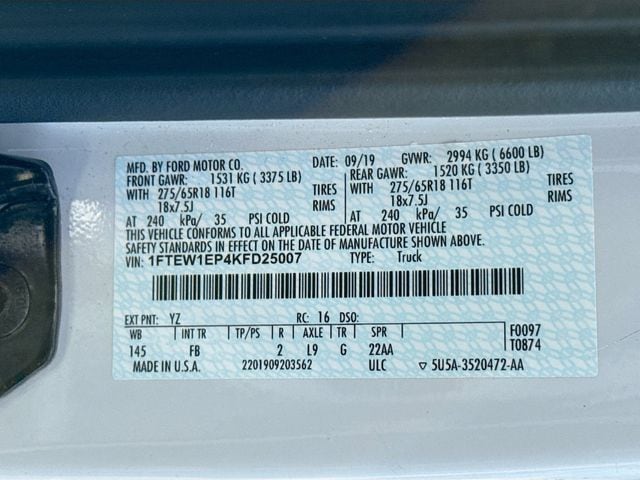 MFD. BY FORD MOTOR CO. DATE: 09/19 GVWR: 2994 KG ( 6600 LB)
FRONT GAWR: 1531 KG ( 3375 LB) REAR GAWR: 1520 KG ( 3350 LB)
WITH 275/65R18 116T TIRES WITH 275/65R18 116T TIRES
18x7.5J RIMS 18x7.5J RIMS
AT 240 kPa/ 35 PSI COLD AT 240 kPa/ 35 PSI COLD
THIS VEHICLE CONFORMS TO ALL APPLICABLE FEDERAL MOTOR VEHICLE
SAFETY STANDARDS IN EFFECT ON THE DATE OF MANUFACTURE SHOWN ABOVE.
VIN: 1FTEW1EP4KFD25007 TYPE: Truck
EXT PNT: YZ RC: 16 DSO: F0097
WB INT TR TP/PS R AXLE TR SPR T0874
145 FB 2 L9 G 22AA
MADE IN U.S.A. 2201909203562 ULC ▽ 5U5A-3520472-AA